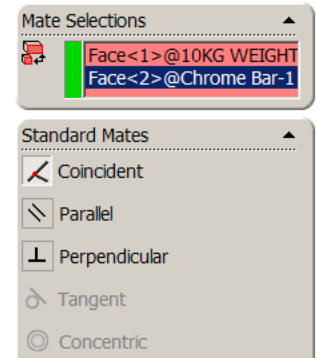 Mate Selections
Face<1>@10KG WEIGHT
Face<2>@Chrome Bar-1
Standard Mates
Coincident
Parallel
Perpendicular
Tangent
Concentric